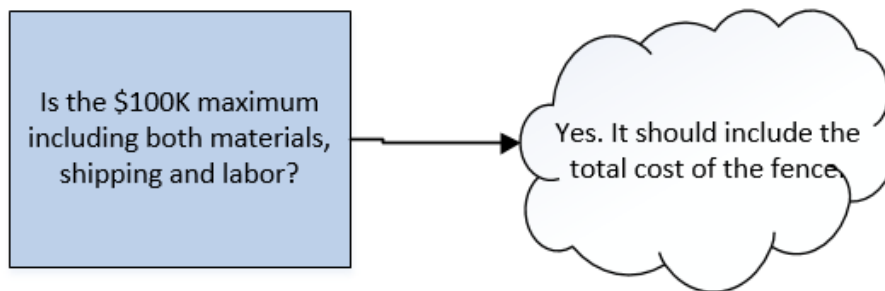 Is the $100K maximum
including both materials,
shipping and labor?
Yes. It should include the
total cost of the fence.